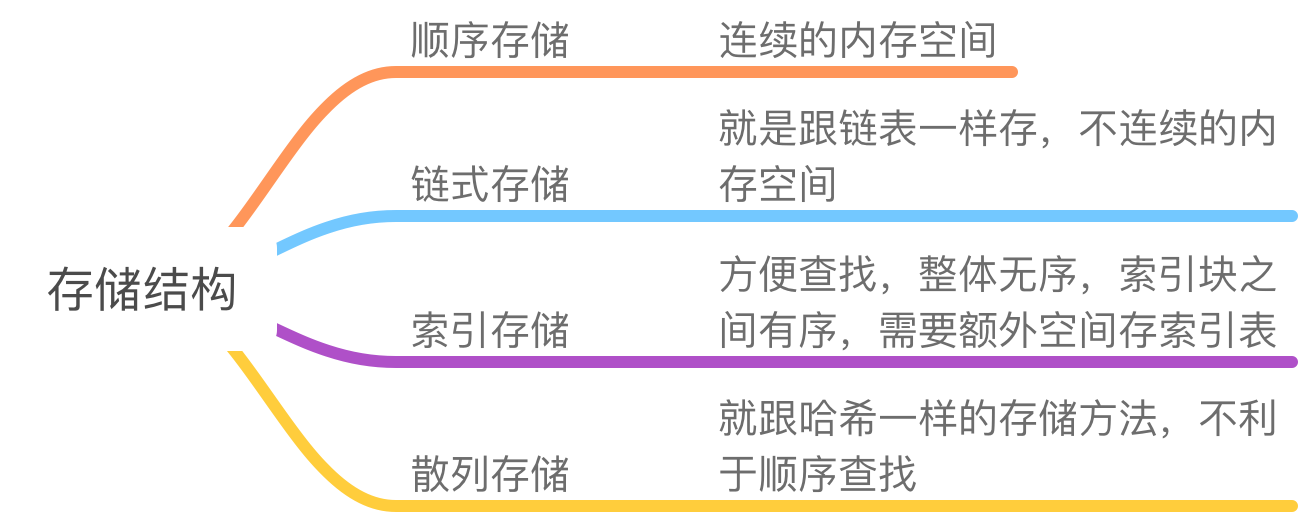 顺序存储
连续的内存空间
链式存储
就是跟链表一样存，不连续的内
存空间
存储结构
索引存储
方便查找，整体无序，索引块之
间有序，需要额外空间存索引表
散列存储
就跟哈希一样的存储方法，不利
于顺序查找